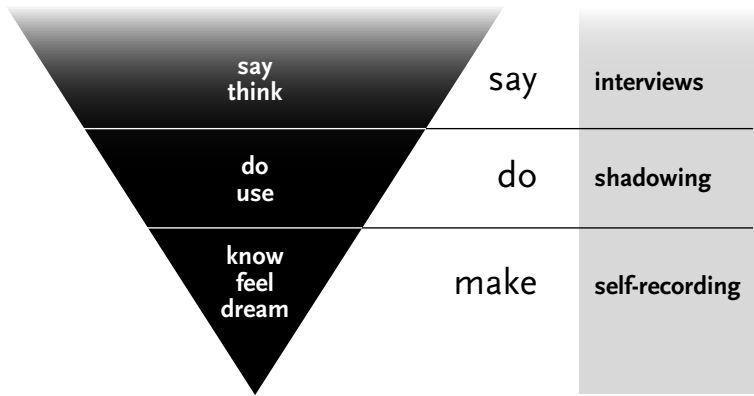 say
think
say
interviews
do
use
do
shadowing
know
feel
dream
make
self-recording